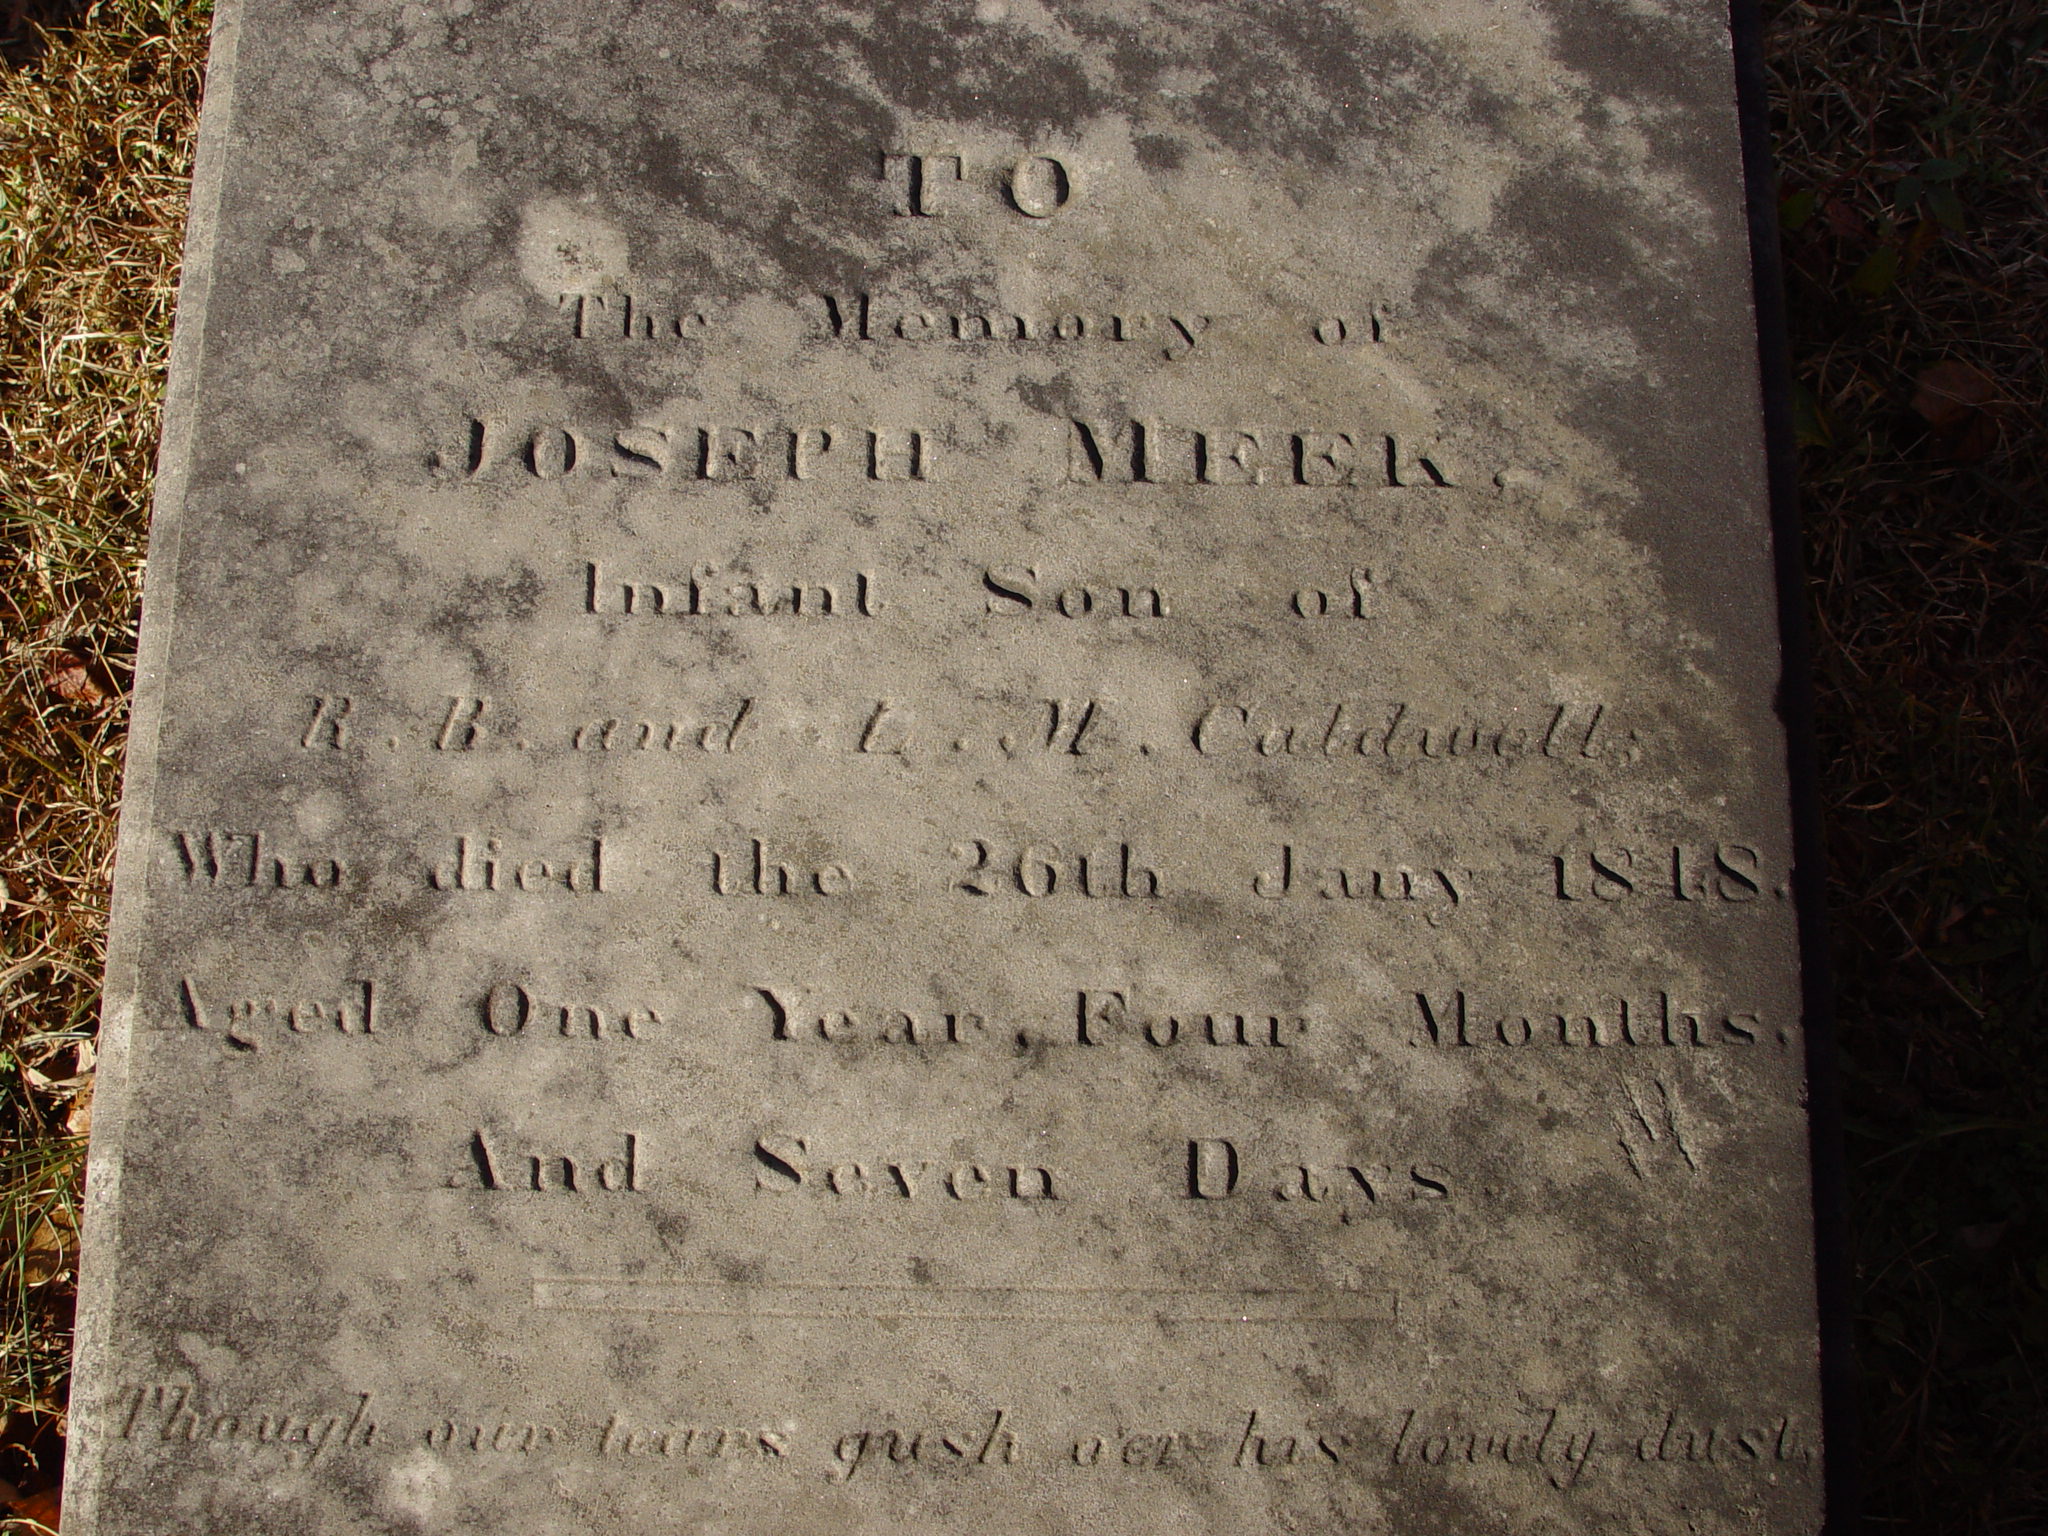 TO
The Memory of
JOSEPH MEEK.
Infant Son of
R. B. and L. M. Caldwell;
Who died the 26th Jany 1848.
Aged One Year, Four Months.
And Seven Days.
Though our tears gush o'er his lovely dust,